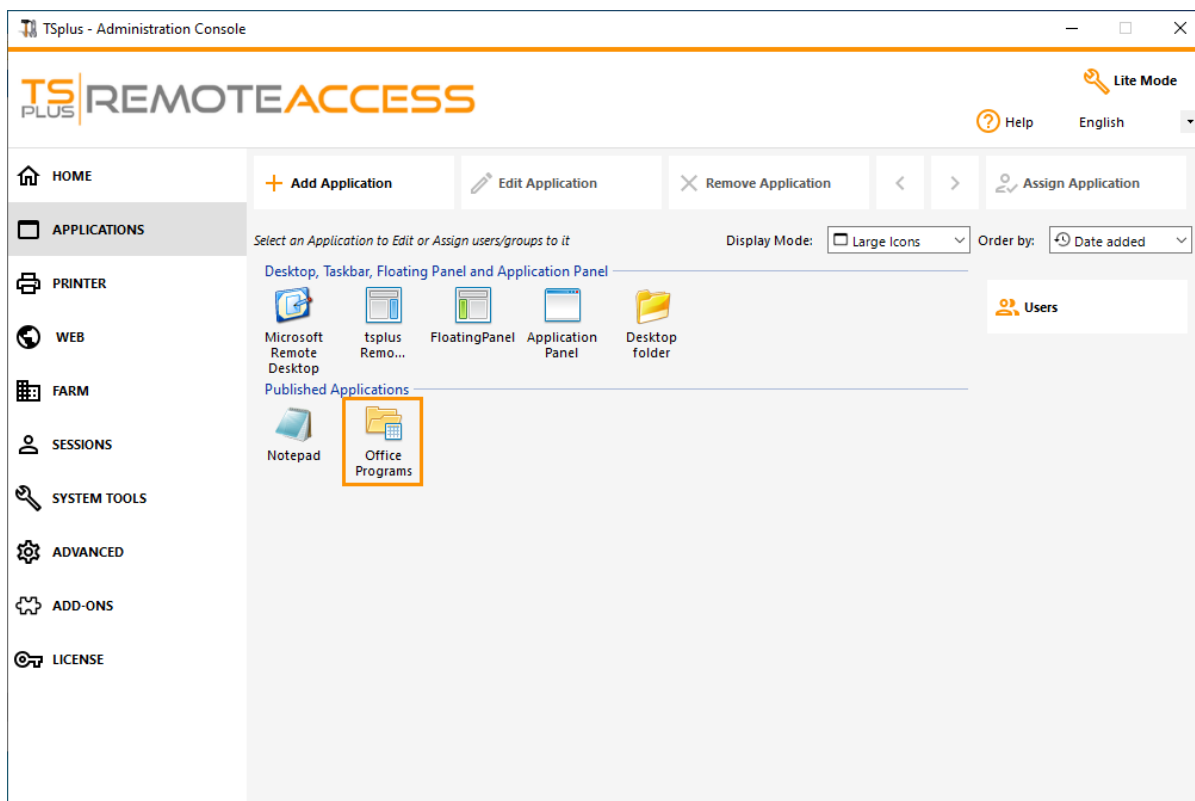 TSplus - Administration Console
TS PLUS REMOTEACCESS
Lite Mode
Help English
HOME
APPLICATIONS
PRINTER
WEB
FARM
SESSIONS
SYSTEM TOOLS
ADVANCED
ADD-ONS
LICENSE
Add Application Edit Application Remove Application < > Assign Application
Select an Application to Edit or Assign users/groups to it Display Mode: Large Icons Order by: Date added
Desktop, Taskbar, Floating Panel and Application Panel
Microsoft Remote Desktop
tsplus Remo...
FloatingPanel
Application Panel
Desktop folder
Users
Published Applications
Notepad
Office Programs